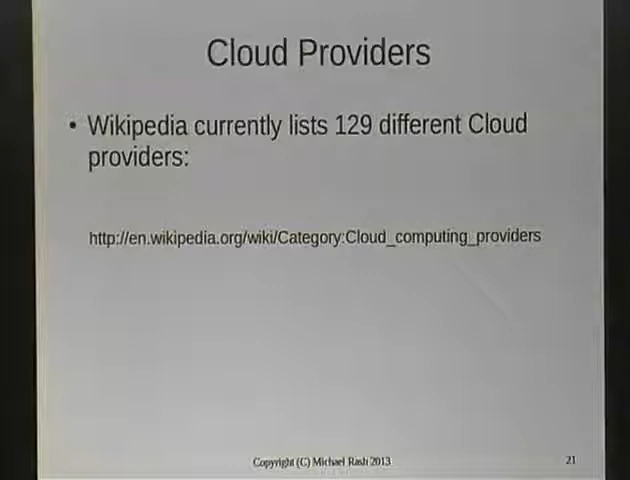 Cloud Providers
• Wikipedia currently lists 129 different Cloud
providers:
http://en.wikipedia.org/wiki/Category:Cloud_computing_providers
Copyright (C) Michael Rash 2013
21